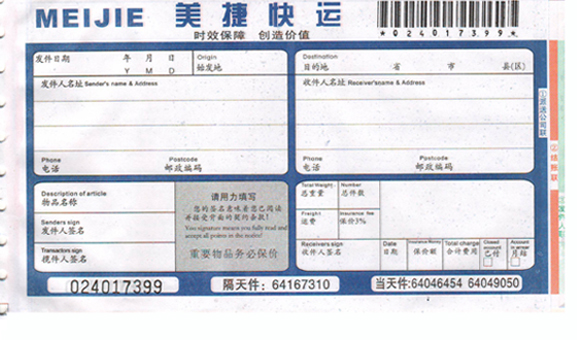 MEIJIE 美捷快运
时效保障 创造价值
*024017399*
发件日期 年 月 日
Y M D
Origin
始发地
Destination
目的地 省 市 县(区)
发件人名址 Sender's name & Address
收件人名址 Receiver'sname & Address
Phone Postcode
电话 邮政编码
Phone Postcode
电话 邮政编码
①派送公司联
②结账联
Description of article
物品名称
Senders sign
发件人签名
Transactors sign
揽件人签名
请用力填写
您的签名意味着您已阅读
并接受背面的契约条款!
You signature means you fully read and
accept all points in the notes!
重要物品务必保价
Total Weight
总重量
Number
总件数
Freight
运费
Insurance fee
保价3%
Receivers sign
收件人签名
Date
日期
Insurance Money
保价额
Total charge
合计费用
Closed account
已付
Account in arrear
月结
024017399
隔天件: 64167310
当天件:64046454 64049050